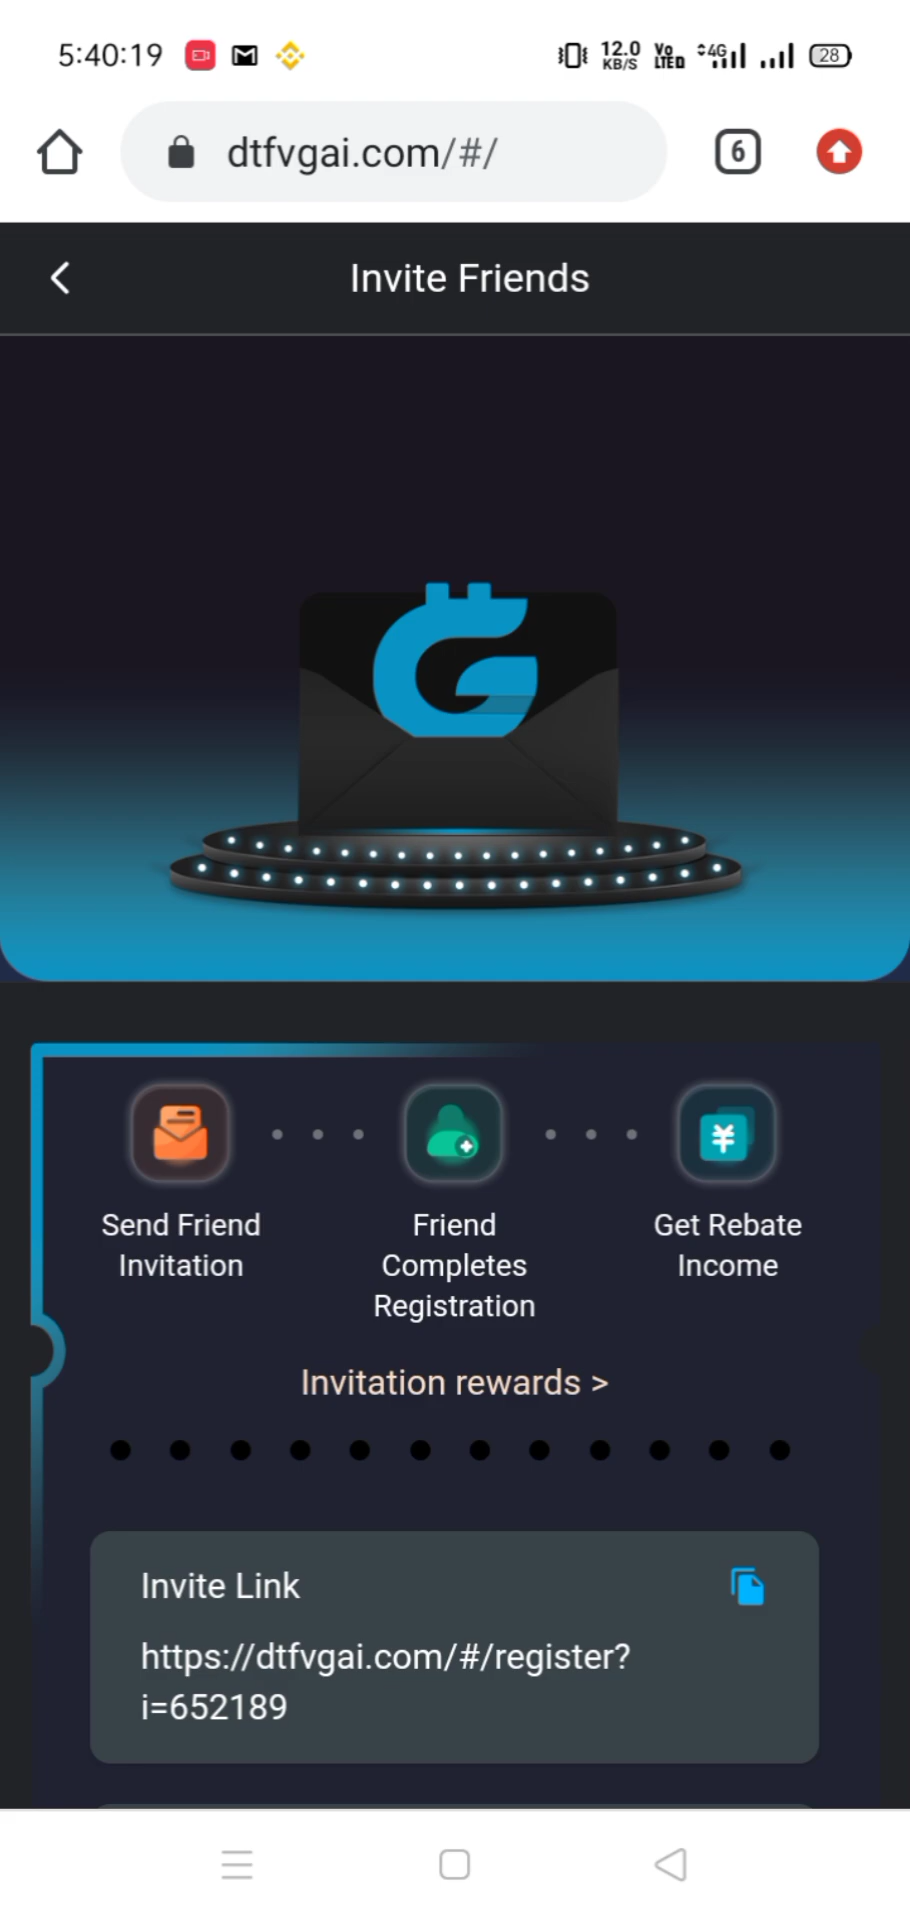 5:40:19 12.0 KB/S Vo LTED 4G 28
dtfvgai.com/#/ 6
Invite Friends
Send Friend Invitation
Friend Completes Registration
Get Rebate Income
Invitation rewards >
Invite Link
https://dtfvgai.com/#/register?
i=652189